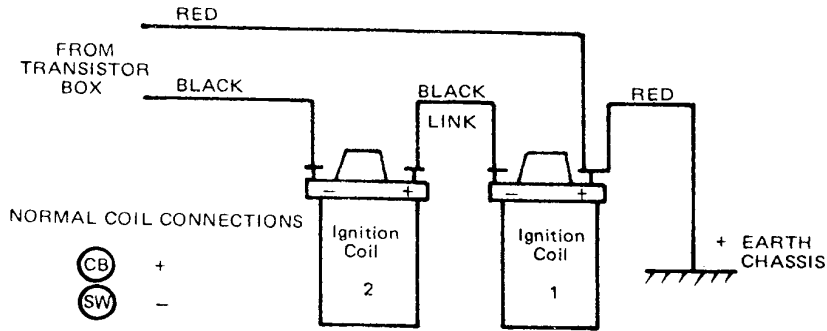 RED
FROM
TRANSISTOR
BOX
BLACK
BLACK
LINK
RED
− +
− +
NORMAL COIL CONNECTIONS
Ignition
Coil
2
Ignition
Coil
1
+ EARTH
CHASSIS
CB +
SW −